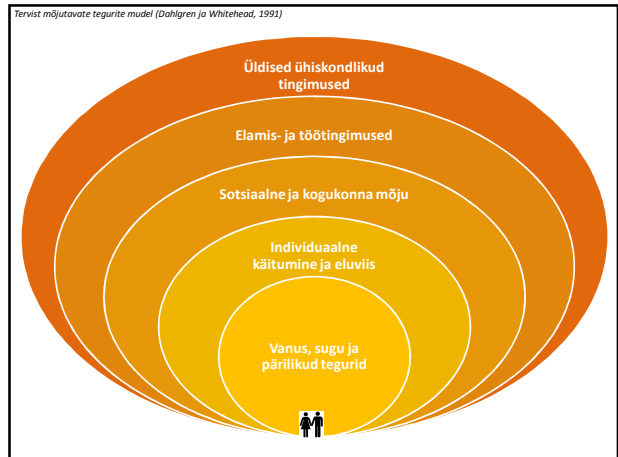 Tervist mõjutavate tegurite mudel (Dahlgren ja Whitehead, 1991)
Üldised ühiskondlikud
tingimused
Elamis- ja töötingimused
Sotsiaalne ja kogukonna mõju
Individuaalne
käitumine ja eluviis
Vanus, sugu ja
pärilikud tegurid